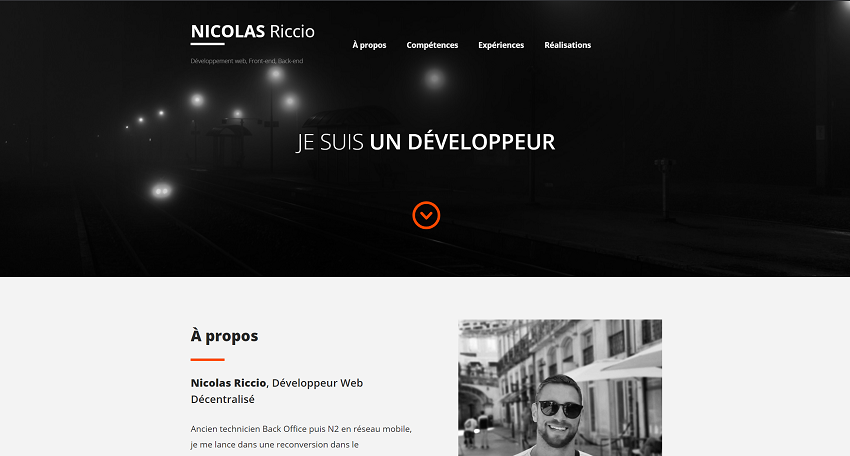 NICOLAS Riccio
À propos Compétences Expériences Réalisations
Développement web, Front-end, Back-end
JE SUIS UN DÉVELOPPEUR
À propos
Nicolas Riccio, Développeur Web
Décentralisé
Ancien technicien Back Office puis N2 en réseau mobile,
je me lance dans une reconversion dans le